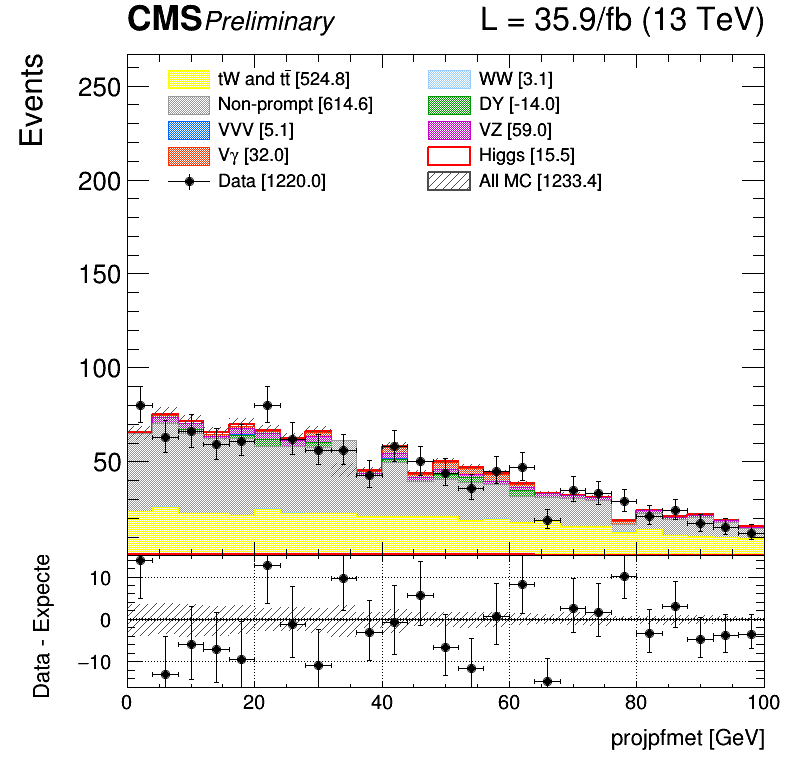 CMS Preliminary L = 35.9/fb (13 TeV)
Events
250
200
150
100
50
tW and tt̄ [524.8] WW [3.1]
Non-prompt [614.6] DY [-14.0]
VVV [5.1] VZ [59.0]
Vγ [32.0] Higgs [15.5]
Data [1220.0] All MC [1233.4]
Data - Expecte
10
0
−10
0 20 40 60 80 100
projpfmet [GeV]